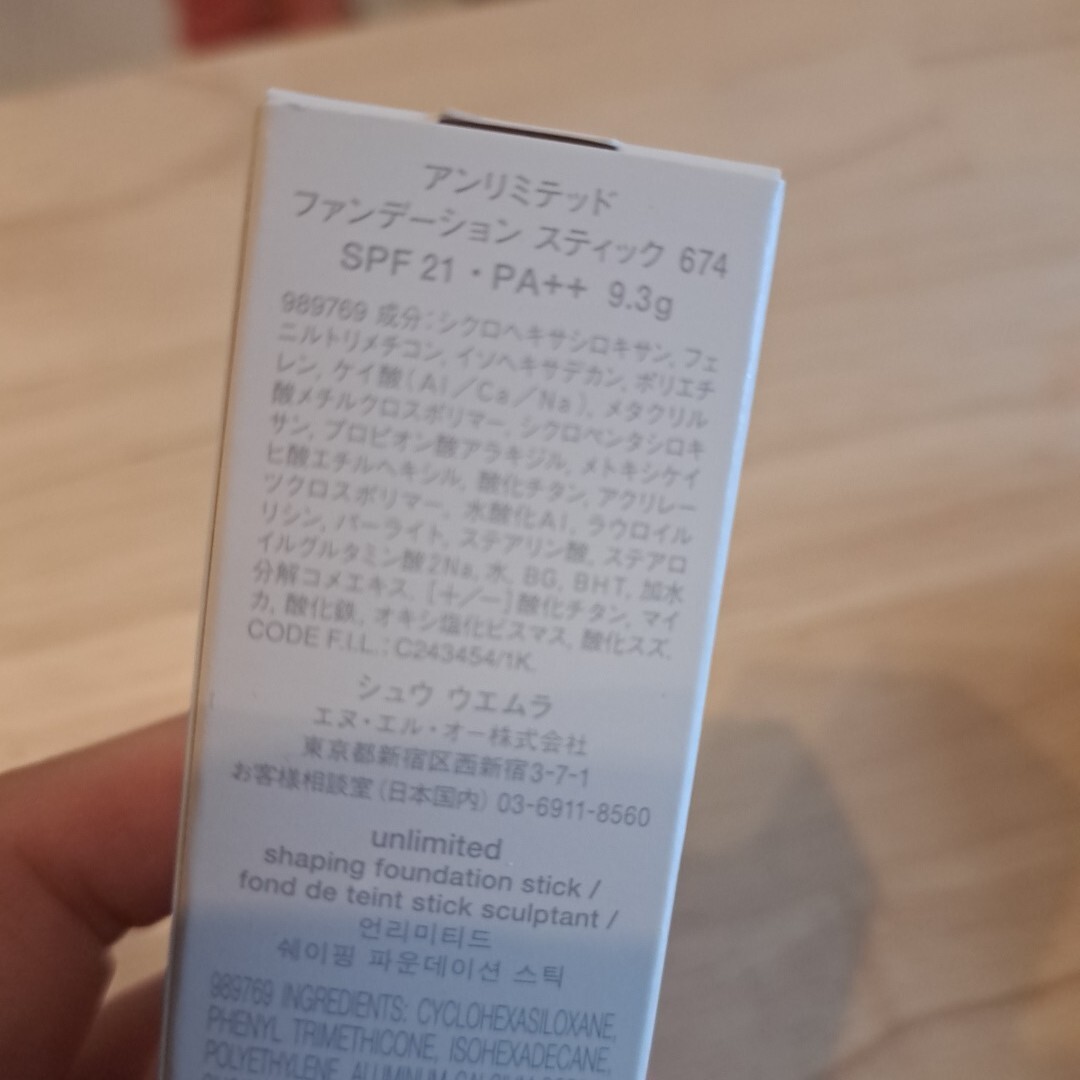 アンリミテッド
ファンデーション スティック 674
SPF 21・PA++ 9.3g
989769 成分：シクロヘキサシロキサン, フェ
ニルトリメチコン, イソヘキサデカン, ポリエチ
レン, ケイ酸（Al／Ca／Na）, メタクリル
酸メチルクロスポリマー, シクロペンタシロキ
サン, プロピオン酸アラキジル, メトキシケイ
ヒ酸エチルヘキシル, 酸化チタン, アクリレー
ツクロスポリマー, 水酸化Al, ラウロイル
リシン, パーライト, ステアリン酸, ステアロ
イルグルタミン酸2Na, 水, BG, BHT, 加水
分解コメエキス, [＋／－]酸化チタン, マイ
カ, 酸化鉄, オキシ塩化ビスマス, 酸化スズ.
CODE F.I.L.: C243454/1K.
シュウ ウエムラ
エヌ・エル・オー株式会社
東京都新宿区西新宿3-7-1
お客様相談室（日本国内）03-6911-8560
unlimited
shaping foundation stick /
fond de teint stick sculptant /
언리미티드
쉐이핑 파운데이션 스틱
989769 INGREDIENTS: CYCLOHEXASILOXANE,
PHENYL TRIMETHICONE, ISOHEXADECANE,
POLYETHYLENE, ALUMINUM CALCIUM